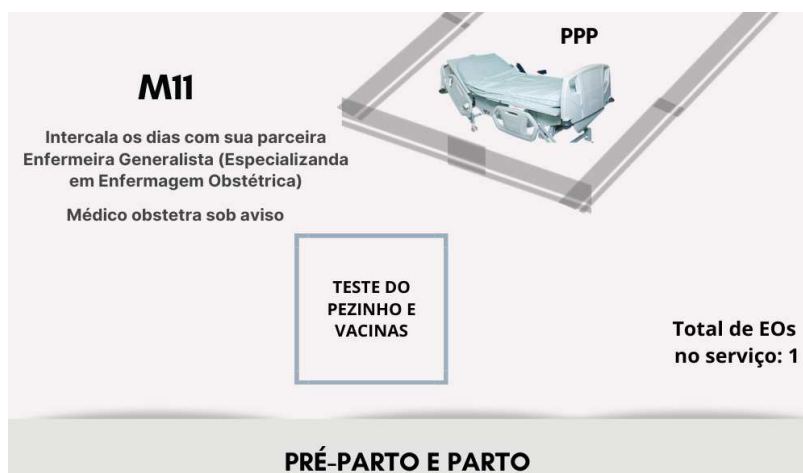 PPP
M11
Intercala os dias com sua parceira
Enfermeira Generalista (Especializanda
em Enfermagem Obstétrica)
Médico obstetra sob aviso
TESTE DO
PEZINHO E
VACINAS
Total de EOs
no serviço: 1
PRÉ-PARTO E PARTO